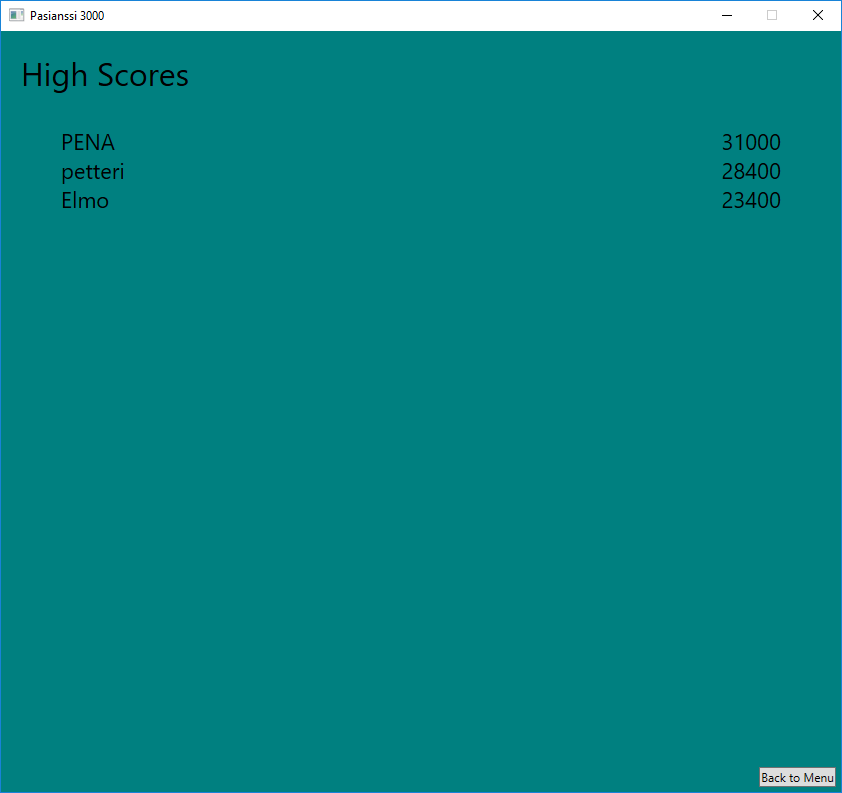 Pasianssi 3000
High Scores
PENA 31000
petteri 28400
Elmo 23400
Back to Menu